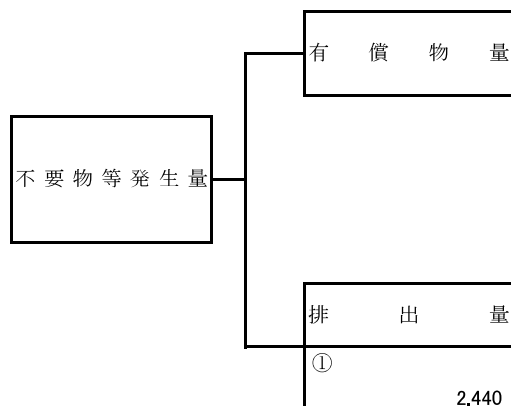 有償物量
不要物等発生量
排出量
①
2,440